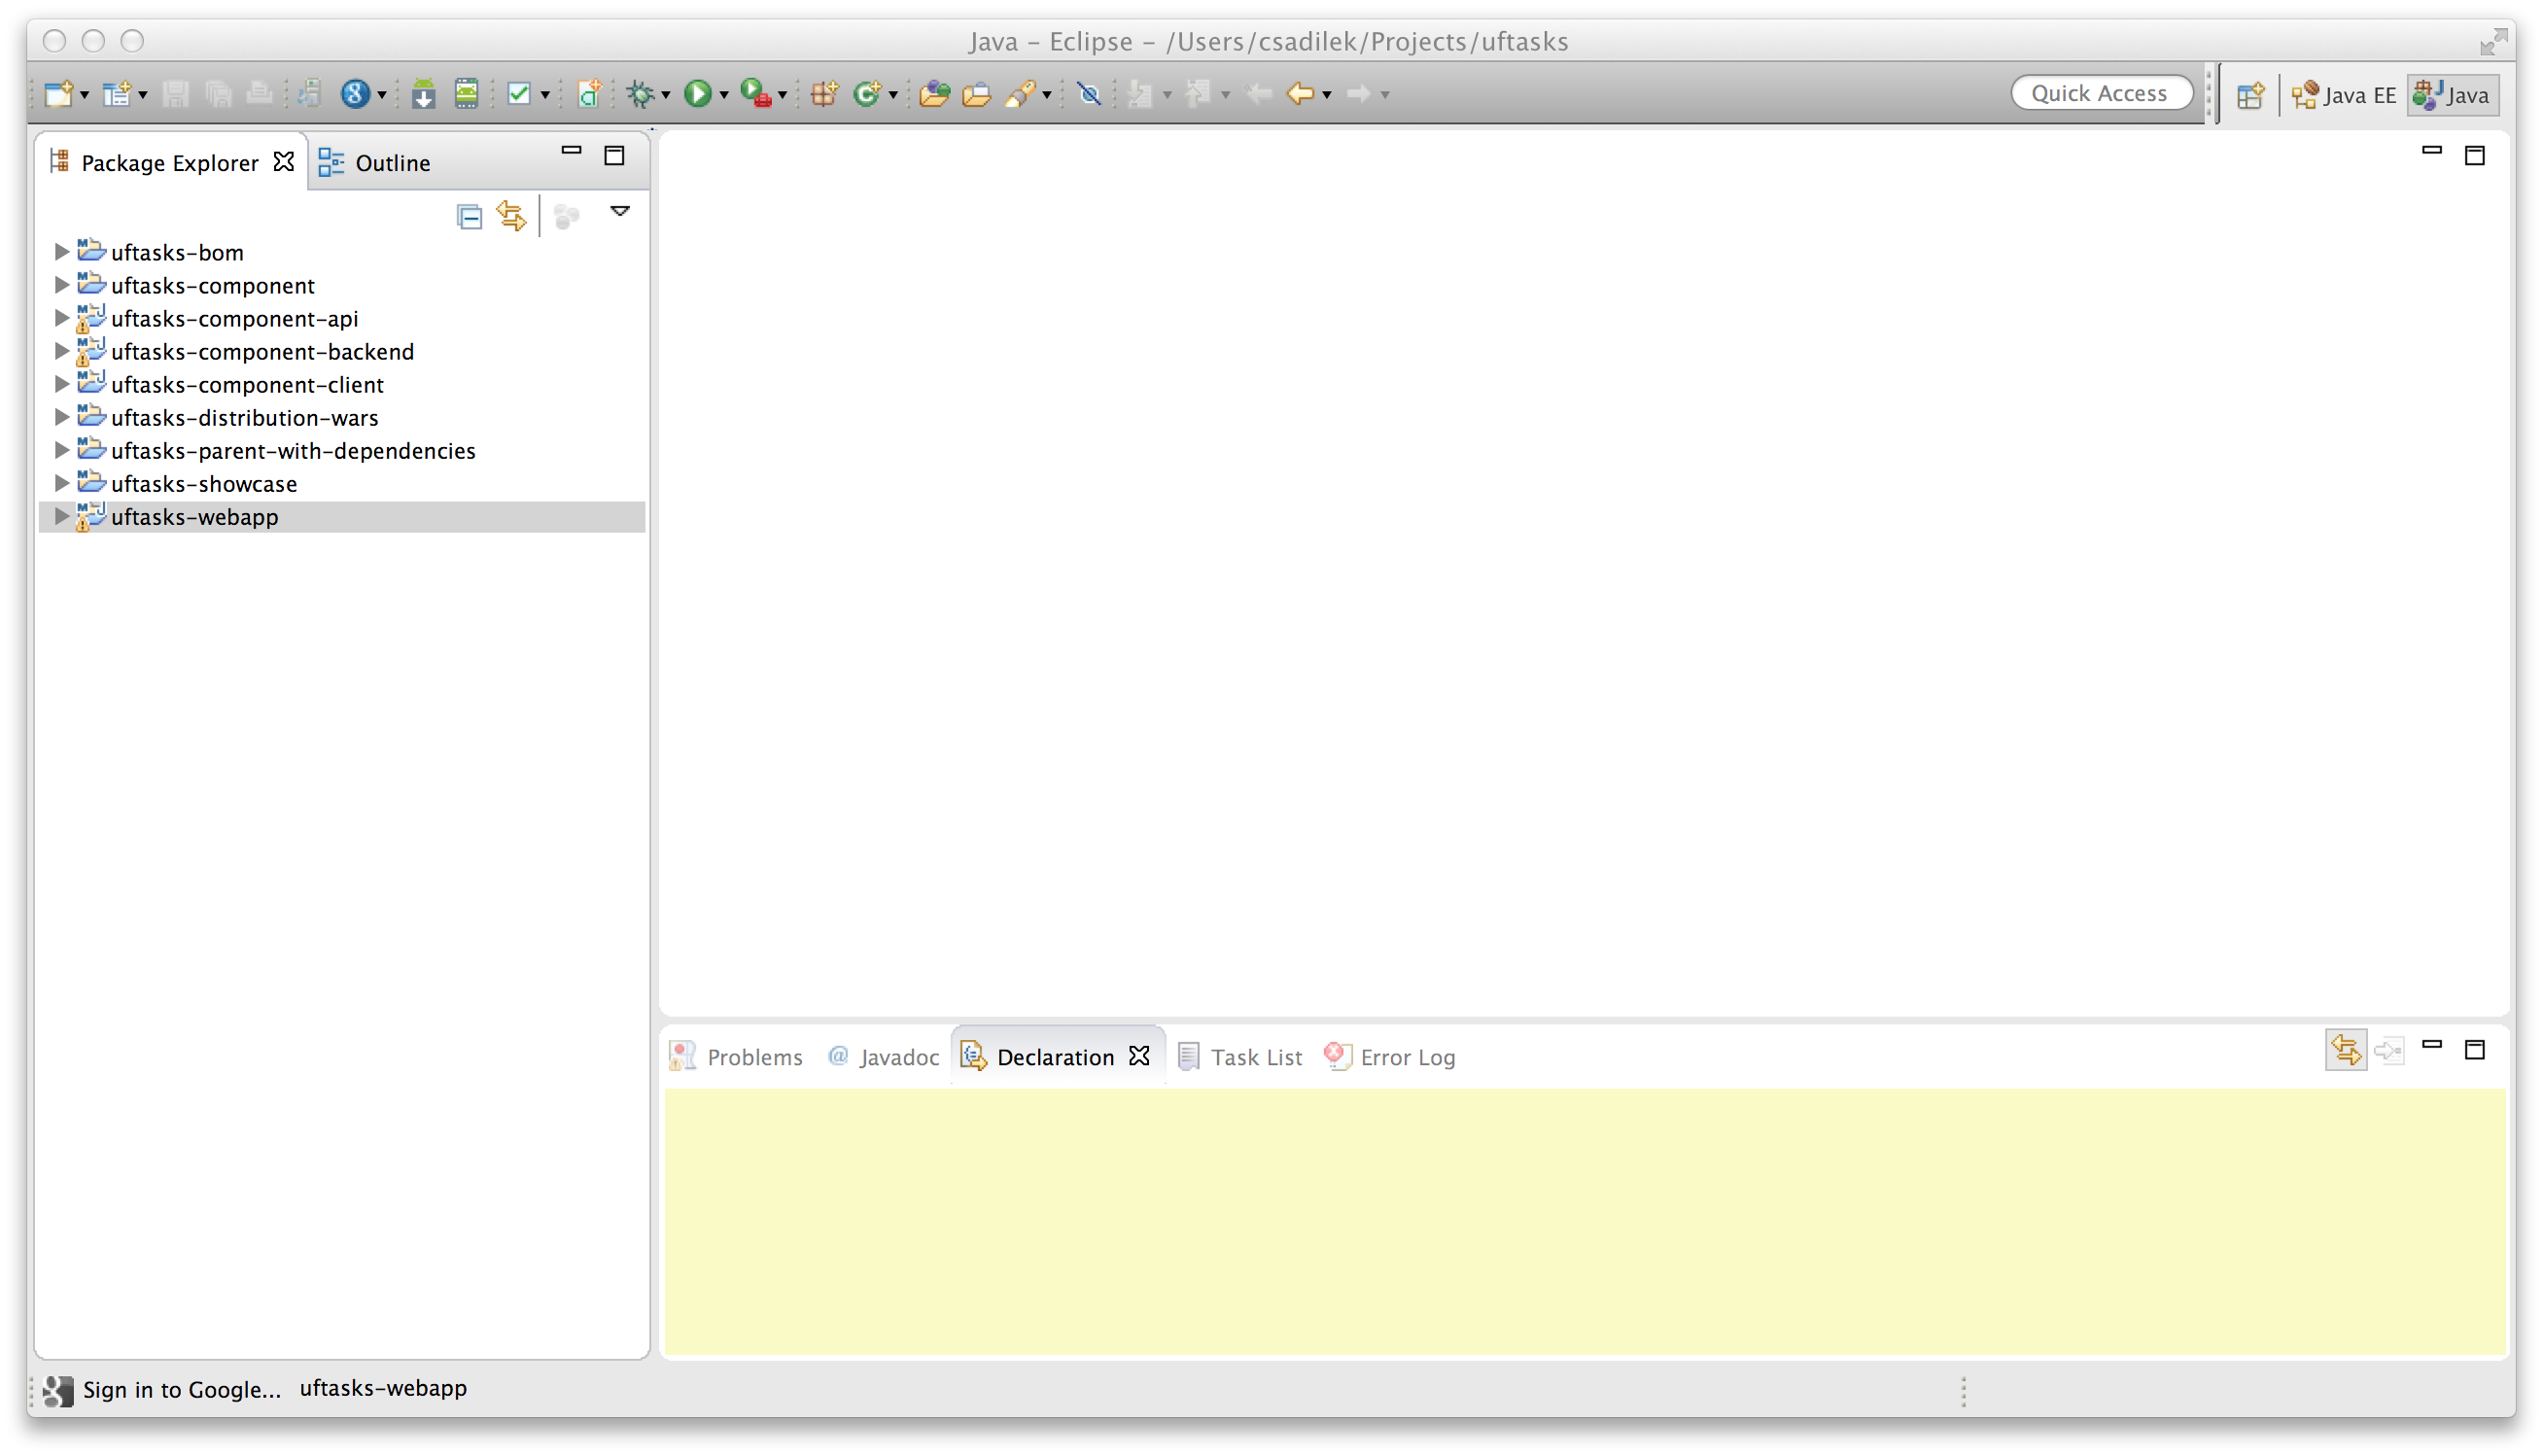 Java – Eclipse – /Users/csadilek/Projects/uftasks
Quick Access
Java EE
Java
Package Explorer
Outline
uftasks-bom
uftasks-component
uftasks-component-api
uftasks-component-backend
uftasks-component-client
uftasks-distribution-wars
uftasks-parent-with-dependencies
uftasks-showcase
uftasks-webapp
Problems
@ Javadoc
Declaration
Task List
Error Log
Sign in to Google...
uftasks-webapp